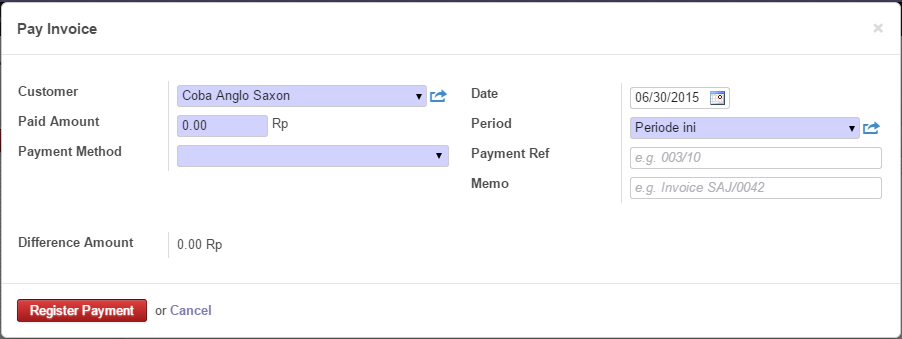 Pay Invoice ×
Customer Coba Anglo Saxon
Date 06/30/2015
Paid Amount 0.00 Rp
Period Periode ini
Payment Method
Payment Ref e.g. 003/10
Memo e.g. Invoice SAJ/0042
Difference Amount 0.00 Rp
Register Payment or Cancel